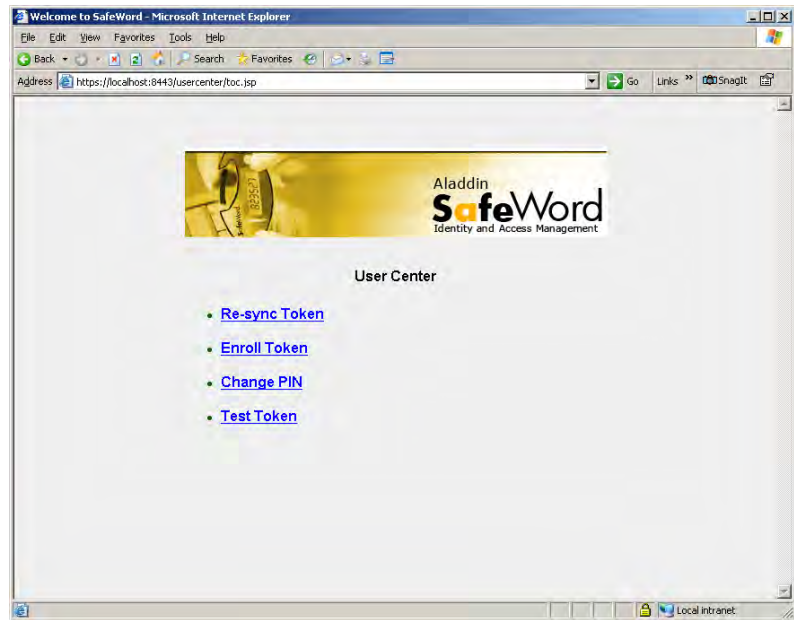 Welcome to SafeWord - Microsoft Internet Explorer
File Edit View Favorites Tools Help
Back Search Favorites
Address https://localhost:8443/usercenter/toc.jsp Go Links » SnagIt
SafeWord
823527
Aladdin
SafeWord
Identity and Access Management
User Center
• Re-sync Token
• Enroll Token
• Change PIN
• Test Token
Local intranet